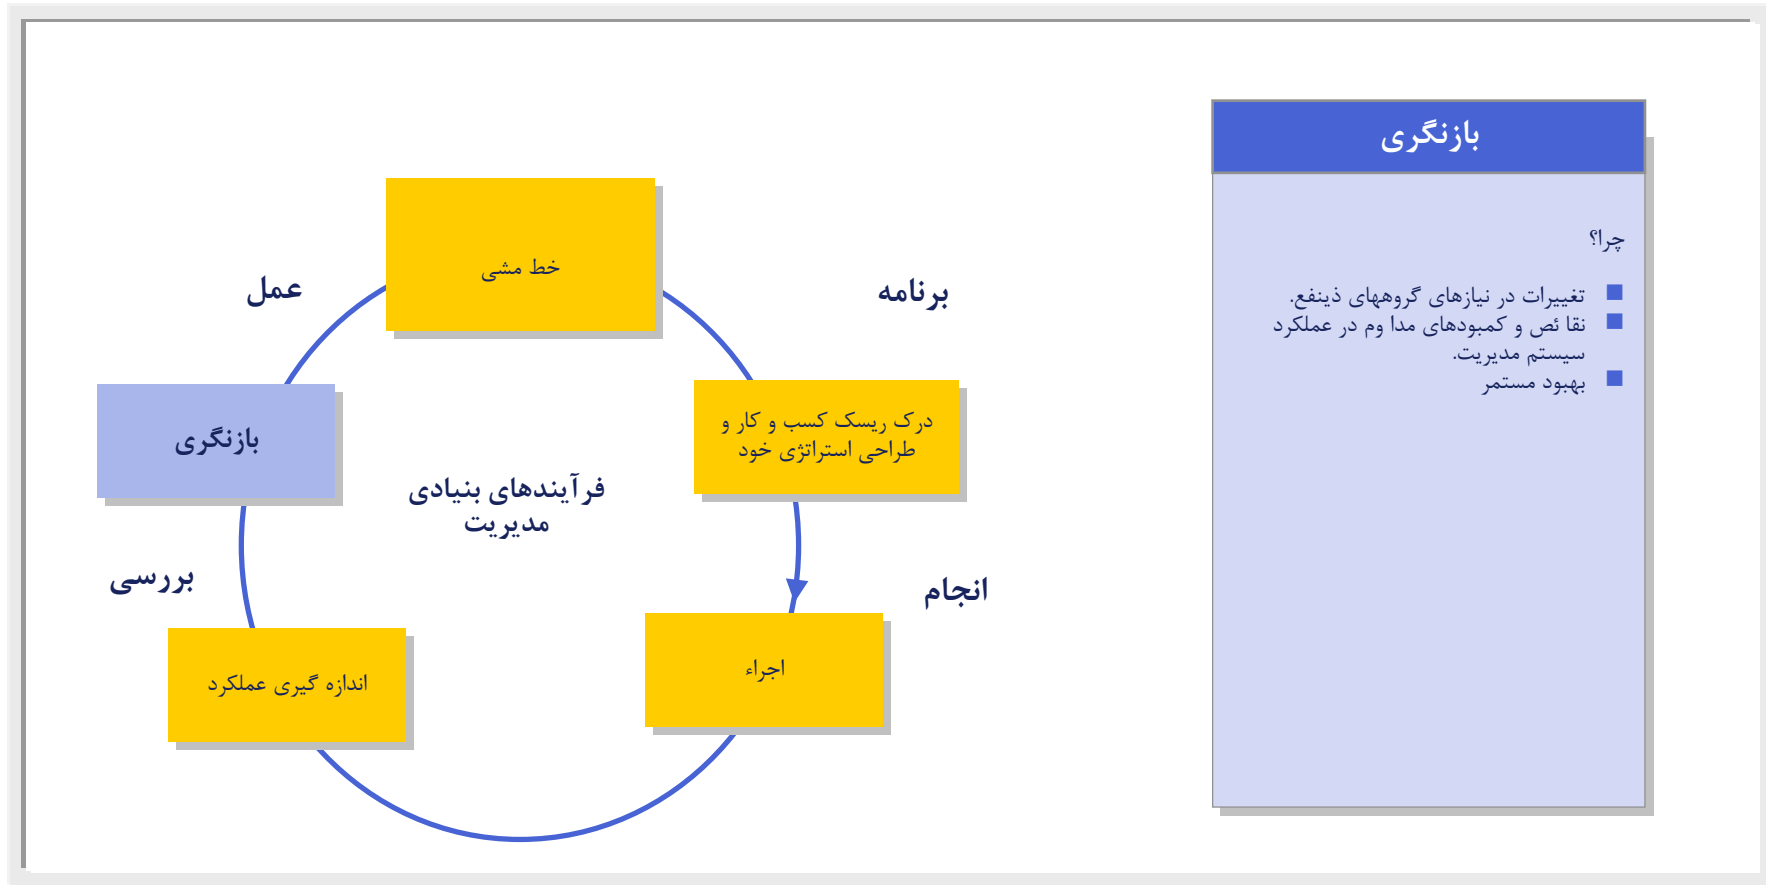 بازنگری
چرا؟
تغییرات در نیازهای گروههای ذینفع.
نقا ئص و کمبودهای مدا وم در عملکرد
سیستم مدیریت.
بهبود مستمر
خط مشی
برنامه
عمل
درک ریسک کسب و کار و
طراحی استراتژی خود
بازنگری
فرآیندهای بنیادی
مدیریت
انجام
بررسی
اجراء
اندازه گیری عملکرد